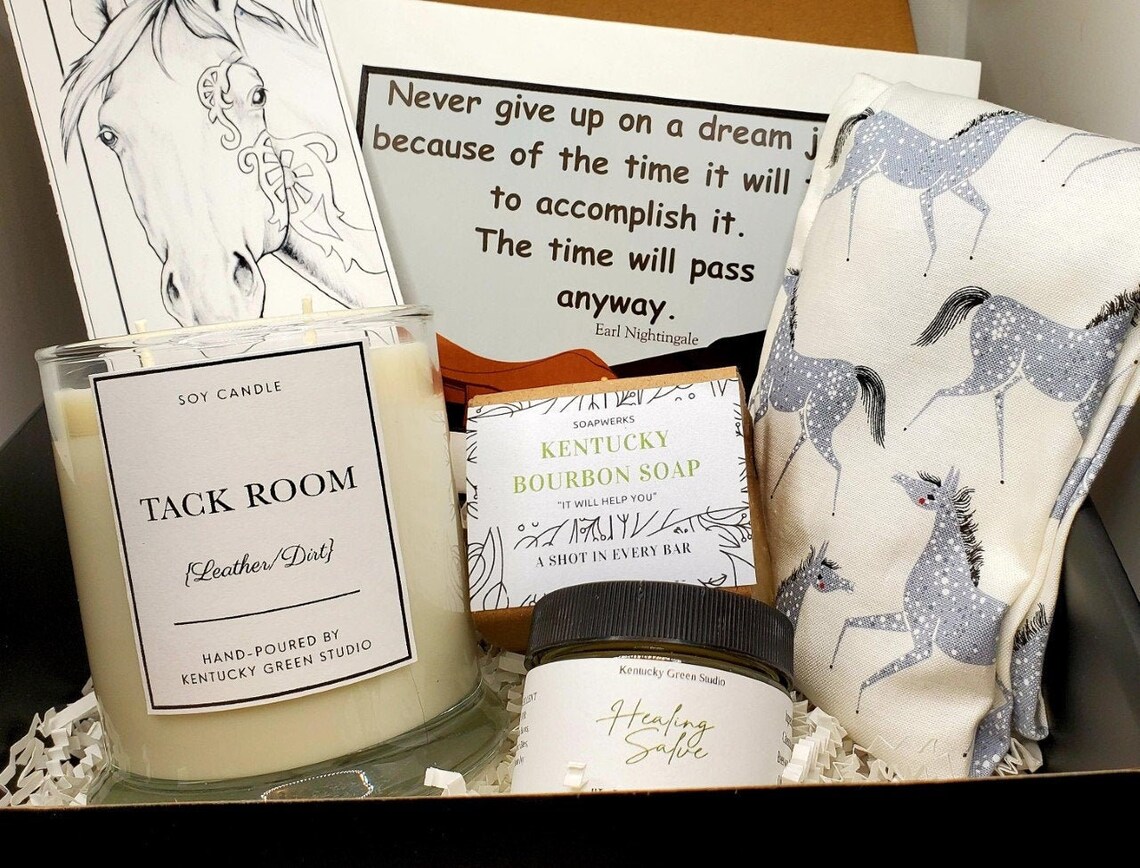 Never give up on a dream
because of the time it will
to accomplish it.
The time will pass
anyway.
Earl Nightingale
SOY CANDLE
TACK ROOM
{Leather/Dirt}
HAND-POURED BY
KENTUCKY GREEN STUDIO
SOAPWERKS
KENTUCKY
BOURBON SOAP
"IT WILL HELP YOU"
A SHOT IN EVERY BAR
Kentucky Green Studio
Healing
Salve